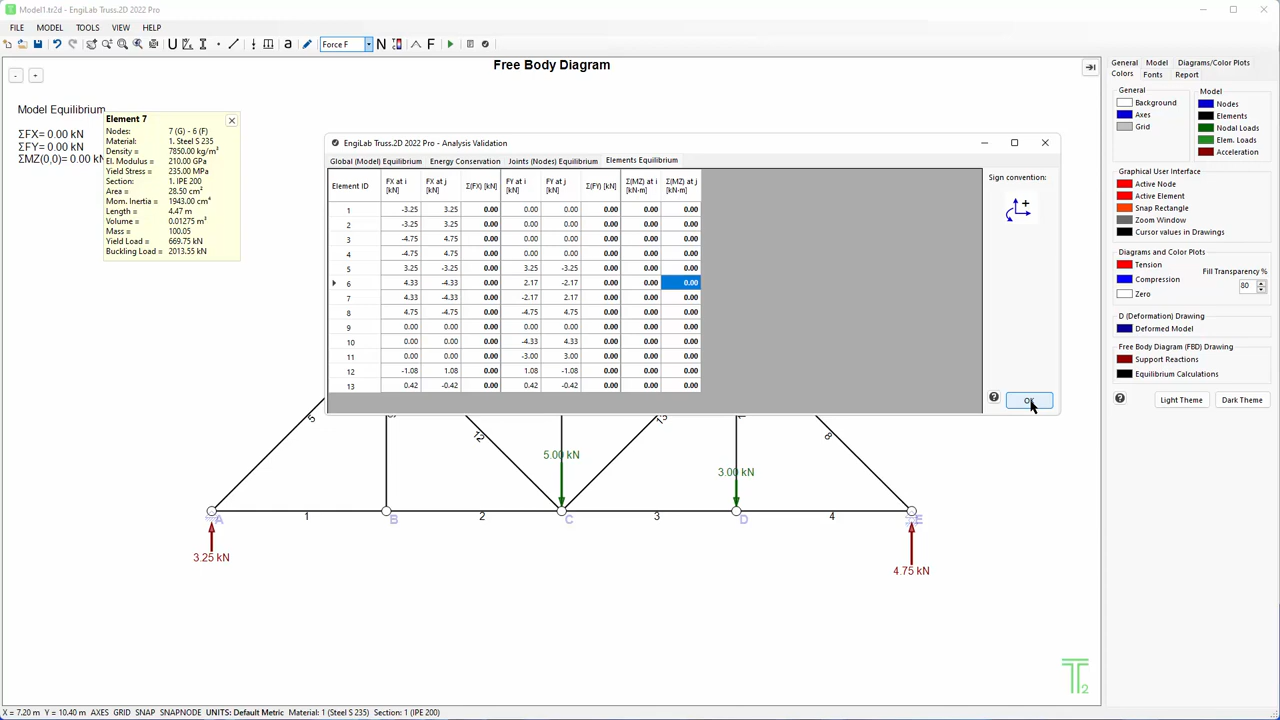 Model1.tr2d - EngiLab Truss.2D 2022 Pro
FILE MODEL TOOLS VIEW HELP
Force F
Free Body Diagram
Model Equilibrium
ΣFX= 0.00 kN
ΣFY= 0.00 kN
ΣMZ(0,0)= 0.00 kN
Element 7
Nodes: 7 (G) - 6 (F)
Material: 1. Steel S 235
Density = 7850.00 kg/m³
El. Modulus = 210.00 GPa
Yield Stress = 235.00 MPa
Section: 1. IPE 200
Area = 28.50 cm²
Mom. Inertia = 1943.00 cm⁴
Length = 4.47 m
Volume = 0.01275 m³
Mass = 100.05
Yield Load = 669.75 kN
Buckling Load = 2013.55 kN
EngiLab Truss.2D 2022 Pro - Analysis Validation
Global (Model) Equilibrium Energy Conservation Joints (Nodes) Equilibrium Elements Equilibrium
Element ID FX at i [kN] FX at j [kN] Σ(FX) [kN] FY at i [kN] FY at j [kN] Σ(FY) [kN] Σ(MZ) at i [kN·m] Σ(MZ) at j [kN·m]
1 -3.25 3.25 0.00 0.00 0.00 0.00 0.00 0.00
2 -3.25 3.25 0.00 0.00 0.00 0.00 0.00 0.00
3 -4.75 4.75 0.00 0.00 0.00 0.00 0.00 0.00
4 -4.75 4.75 0.00 0.00 0.00 0.00 0.00 0.00
5 3.25 -3.25 0.00 3.25 -3.25 0.00 0.00 0.00
6 4.33 -4.33 0.00 2.17 -2.17 0.00 0.00 0.00
7 4.33 -4.33 0.00 -2.17 2.17 0.00 0.00 0.00
8 4.75 -4.75 0.00 -4.75 4.75 0.00 0.00 0.00
9 0.00 0.00 0.00 0.00 0.00 0.00 0.00 0.00
10 0.00 0.00 0.00 -4.33 4.33 0.00 0.00 0.00
11 0.00 0.00 0.00 -3.00 3.00 0.00 0.00 0.00
12 -1.08 1.08 0.00 1.08 -1.08 0.00 0.00 0.00
13 0.42 -0.42 0.00 0.42 -0.42 0.00 0.00 0.00
Sign convention:
OK
5
12
13
8
5.00 kN
3.00 kN
A 1 B 2 C 3 D 4 E
3.25 kN
4.75 kN
General Model Diagrams/Color Plots
Colors Fonts Report
General
Background
Axes
Grid
Model
Nodes
Elements
Nodal Loads
Elem. Loads
Acceleration
Graphical User Interface
Active Node
Active Element
Snap Rectangle
Zoom Window
Cursor values in Drawings
Diagrams and Color Plots
Tension
Compression
Zero
Fill Transparency %
80
D (Deformation) Drawing
Deformed Model
Free Body Diagram (FBD) Drawing
Support Reactions
Equilibrium Calculations
Light Theme Dark Theme
T2
X = 7.20 m Y = 10.40 m AXES GRID SNAP SNAPNODE UNITS: Default Metric Material: 1 (Steel S 235) Section: 1 (IPE 200)